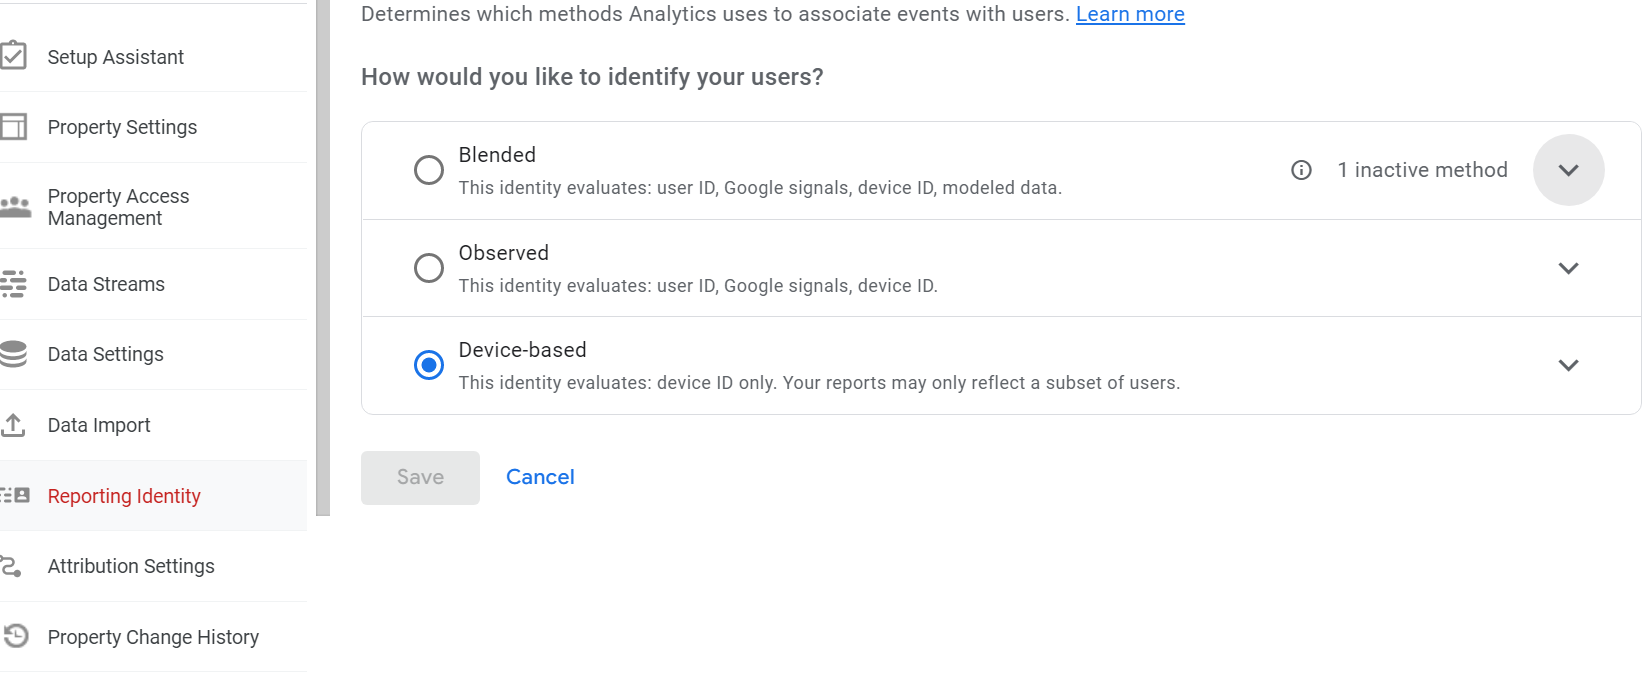 Determines which methods Analytics uses to associate events with users. Learn more
Setup Assistant
How would you like to identify your users?
Property Settings
Blended
1 inactive method
This identity evaluates: user ID, Google signals, device ID, modeled data.
Property Access
Management
Observed
This identity evaluates: user ID, Google signals, device ID.
Data Streams
Data Settings
Device-based
This identity evaluates: device ID only. Your reports may only reflect a subset of users.
Data Import
Save
Cancel
Reporting Identity
Attribution Settings
Property Change History